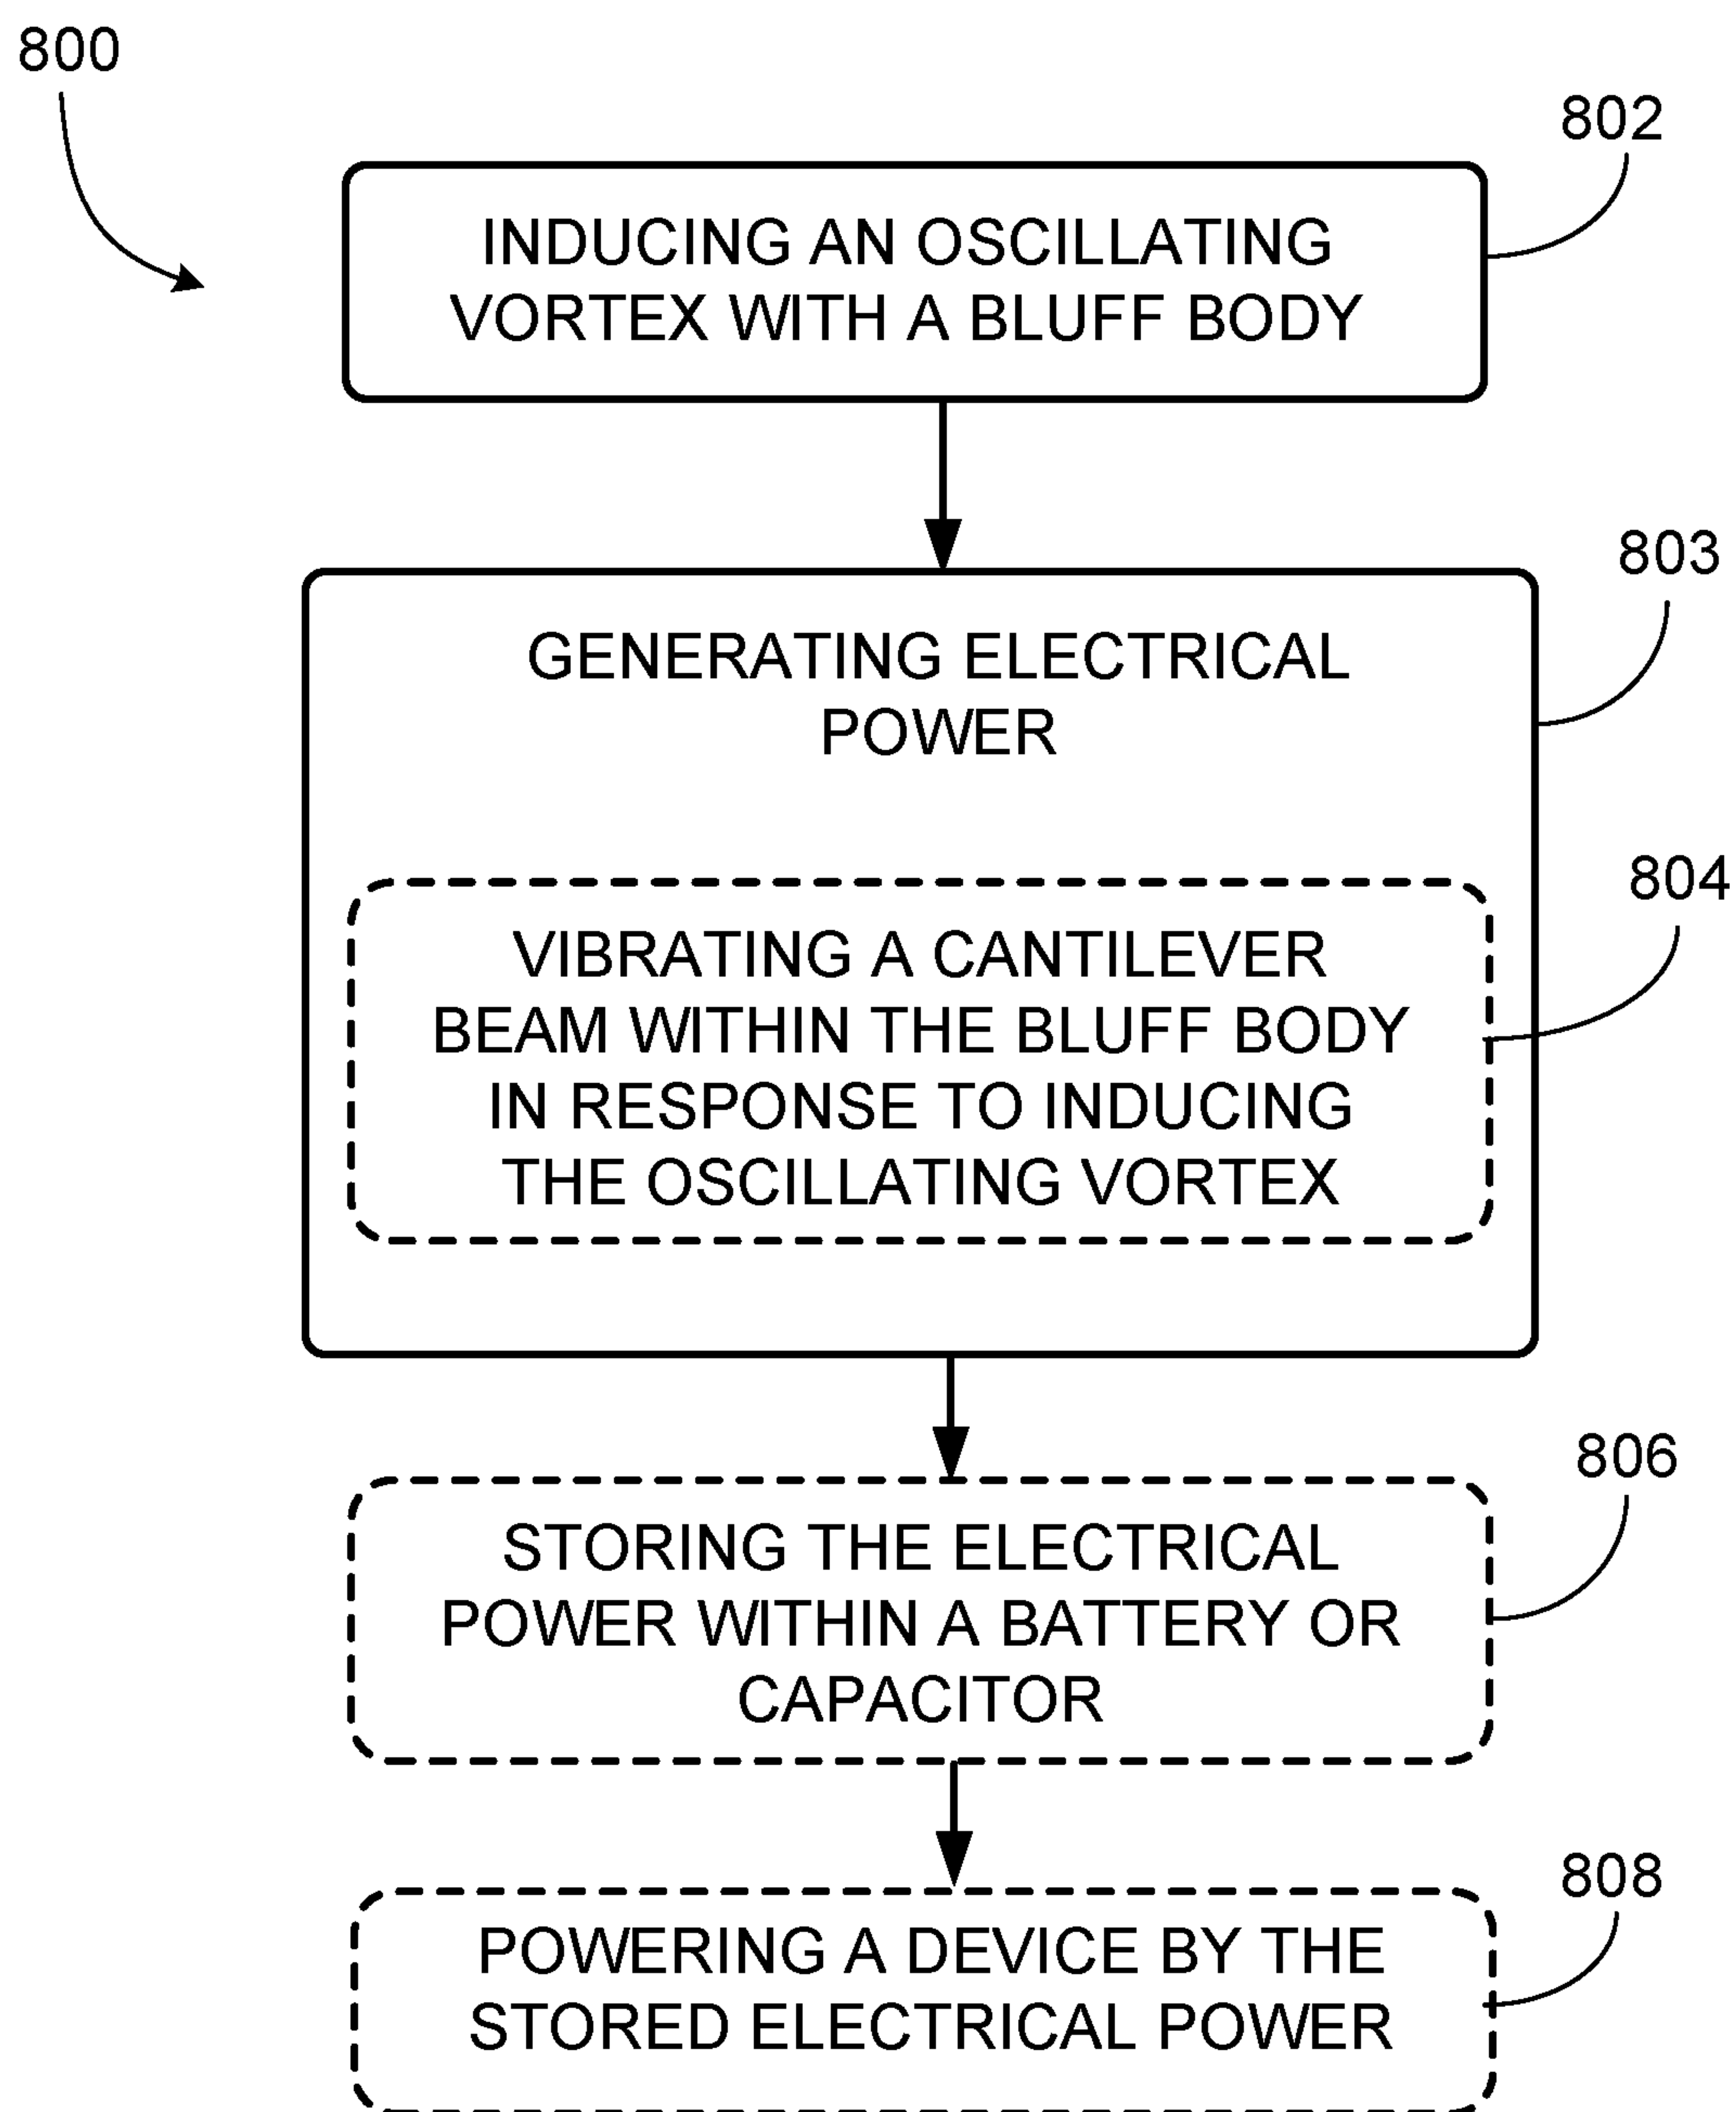 800
802
INDUCING AN OSCILLATING
VORTEX WITH A BLUFF BODY
803
GENERATING ELECTRICAL
POWER
804
VIBRATING A CANTILEVER
BEAM WITHIN THE BLUFF BODY
IN RESPONSE TO INDUCING
THE OSCILLATING VORTEX
806
STORING THE ELECTRICAL
POWER WITHIN A BATTERY OR
CAPACITOR
808
POWERING A DEVICE BY THE
STORED ELECTRICAL POWER